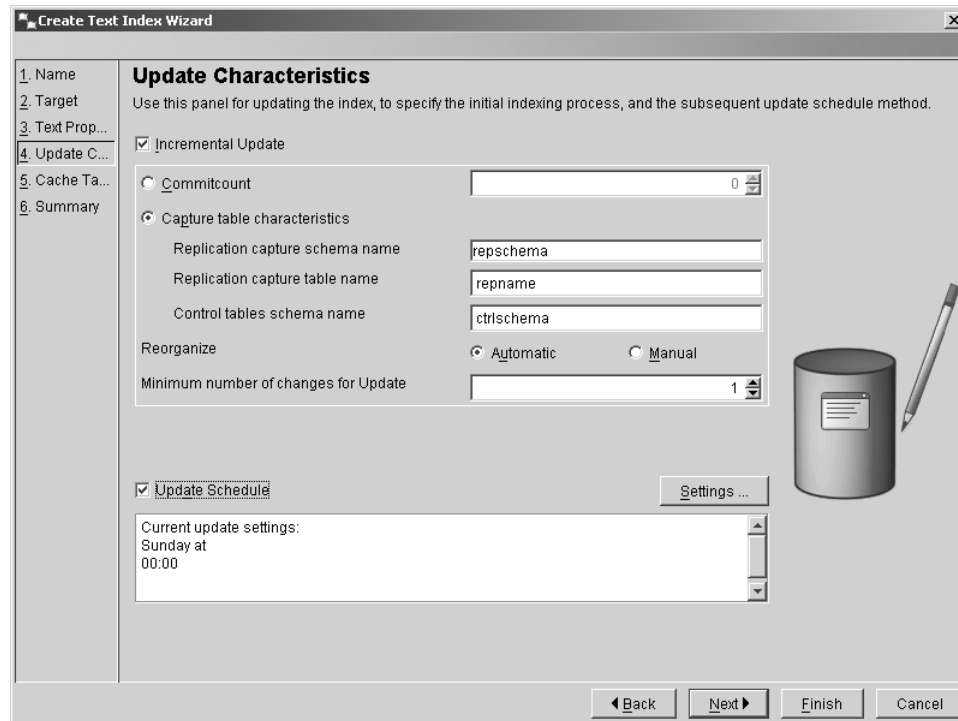 Create Text Index Wizard
1. Name
2. Target
3. Text Prop...
4. Update C...
5. Cache Ta...
6. Summary
Update Characteristics
Use this panel for updating the index, to specify the initial indexing process, and the subsequent update schedule method.
Incremental Update
Commitcount 0
Capture table characteristics
Replication capture schema name repschema
Replication capture table name repname
Control tables schema name ctrlschema
Reorganize Automatic Manual
Minimum number of changes for Update 1
Update Schedule Settings ...
Current update settings:
Sunday at
00:00
Back Next Finish Cancel